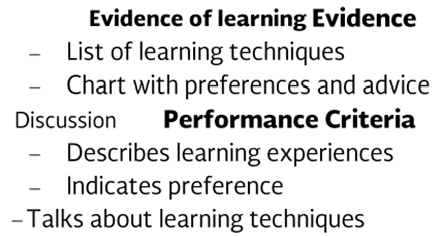 Evidence of learning Evidence
– List of learning techniques
– Chart with preferences and advice
Discussion Performance Criteria
– Describes learning experiences
– Indicates preference
– Talks about learning techniques